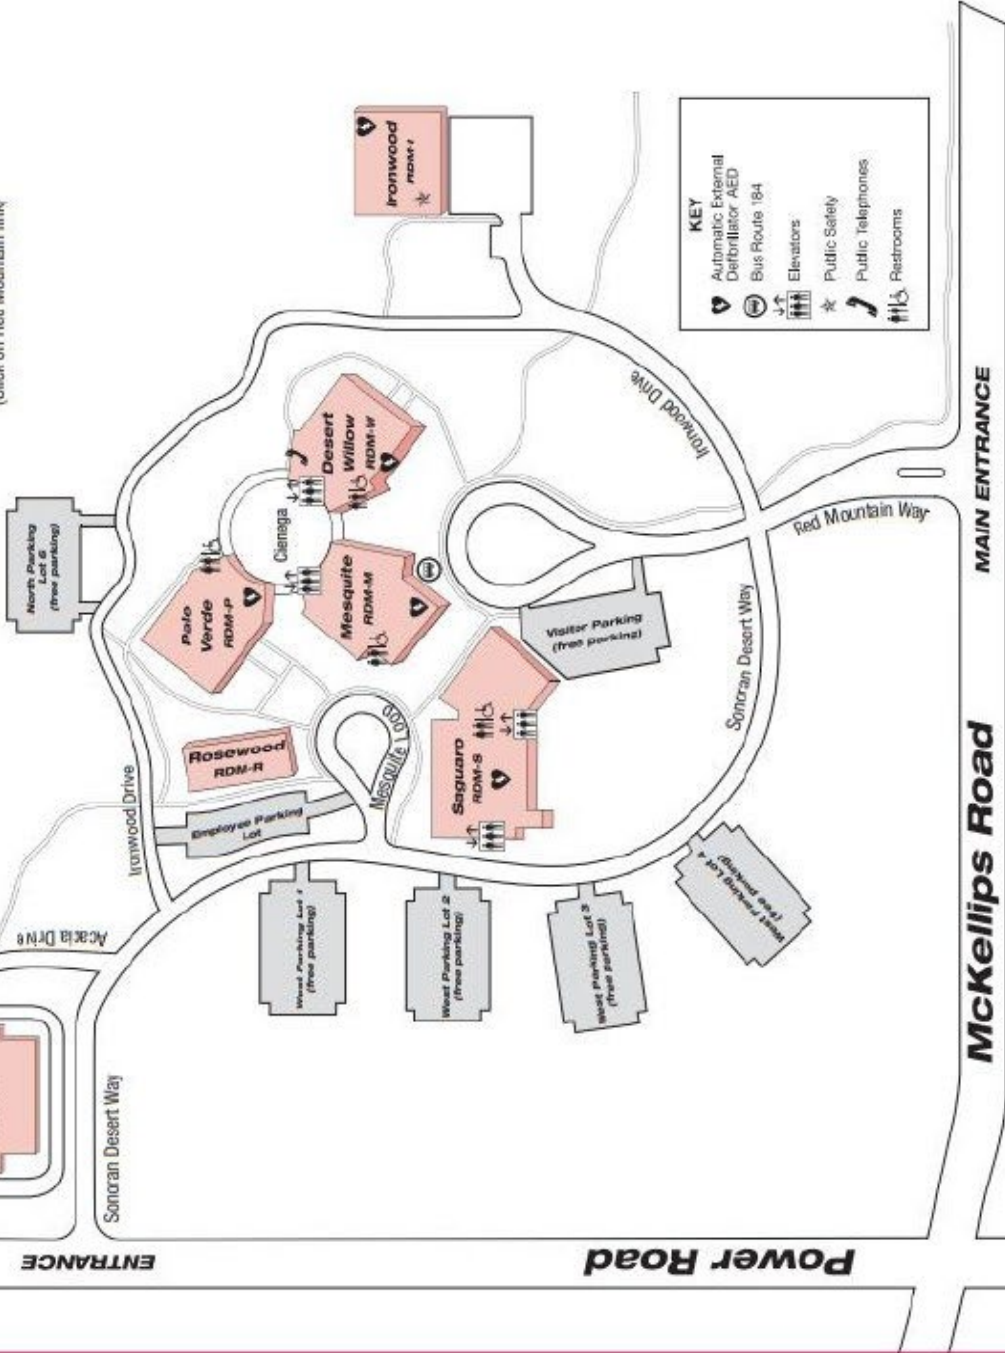 North Parking
Lot 6
(free parking)
Ironwood
RDM-I
KEY
Automatic External
Defibrillator AED
Bus Route 184
Elevators
Public Safety
Public Telephones
Restrooms
Desert
Willow
RDM-W
Cienega
Palo
Verde
RDM-P
Mesquite
RDM-M
Ironwood Drive
Red Mountain Way
MAIN ENTRANCE
Visitor Parking
(free parking)
Sonoran Desert Way
Rosewood
RDM-R
Mesquite Loop
Saguaro
RDM-S
Employee Parking
Lot
Ironwood Drive
Acacia Drive
West Parking Lot 1
(free parking)
West Parking Lot 2
(free parking)
West Parking Lot 3
(free parking)
West Parking Lot 4
(free parking)
McKellips Road
Sonoran Desert Way
ENTRANCE
Power Road